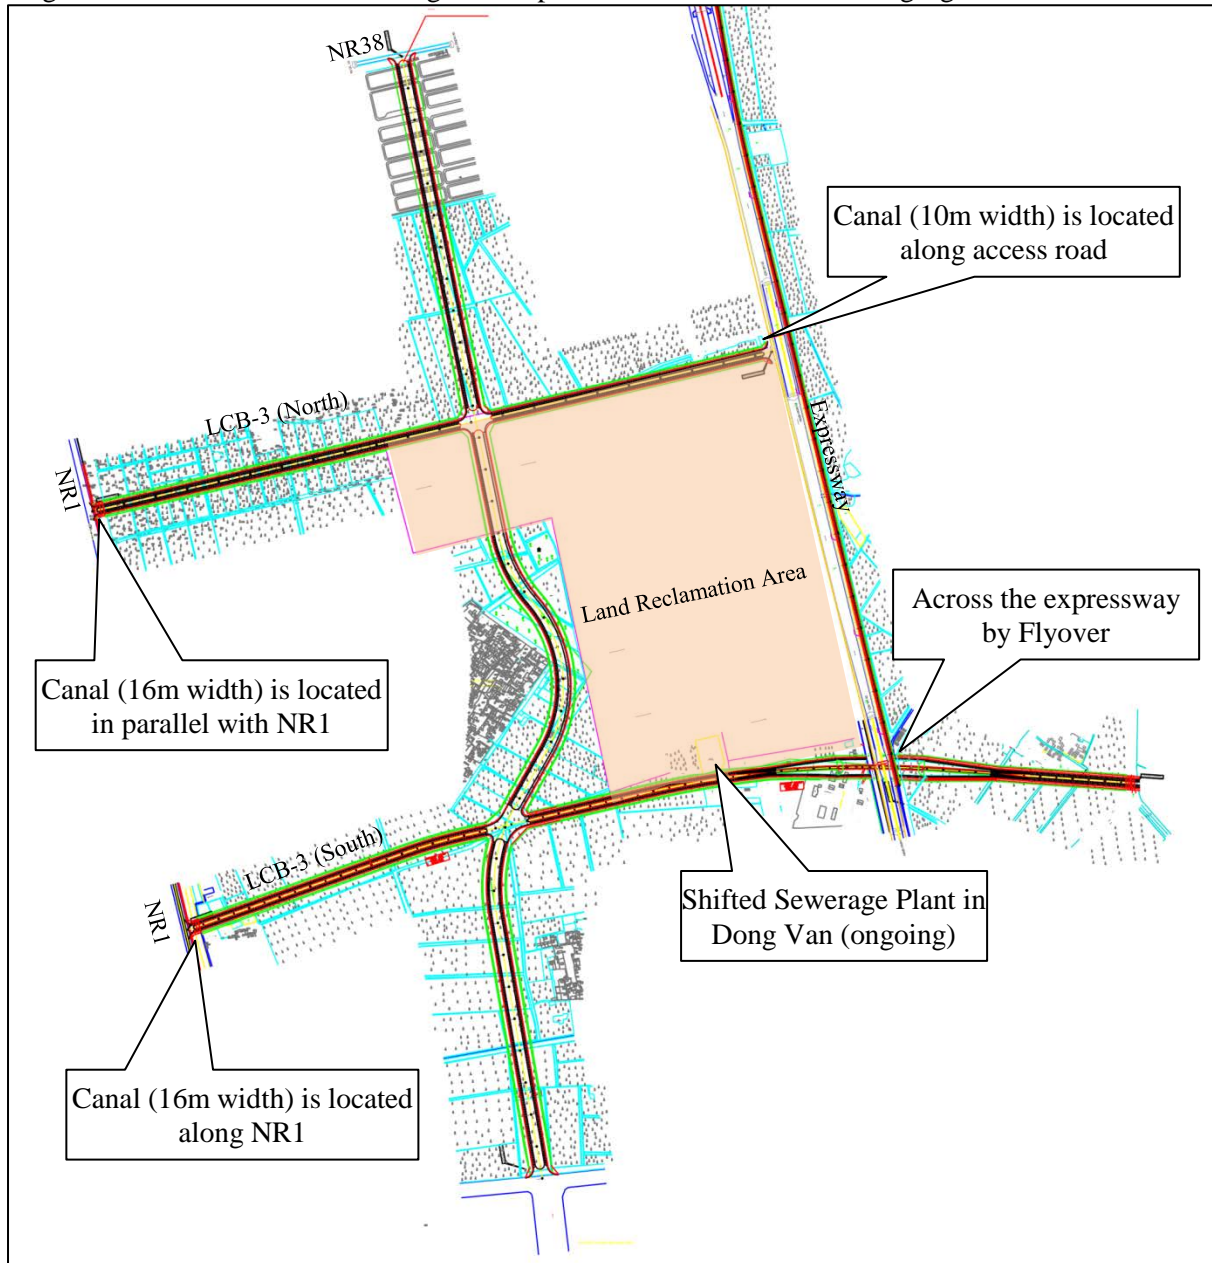 NR38
Canal (10m width) is located
along access road
LCB-3 (North)
Expressway
NR1
Land Reclamation Area
Across the expressway
by Flyover
Canal (16m width) is located
in parallel with NR1
LCB-3 (South)
Shifted Sewerage Plant in
Dong Van (ongoing)
NR1
Canal (16m width) is located
along NR1